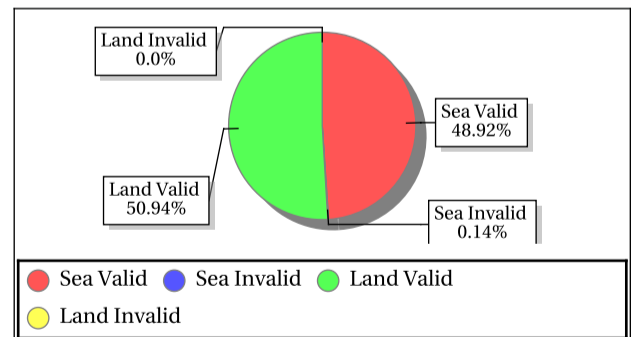 Land Invalid
0.0%
Sea Valid
48.92%
Land Valid
50.94%
Sea Invalid
0.14%
Sea Valid
Sea Invalid
Land Valid
Land Invalid